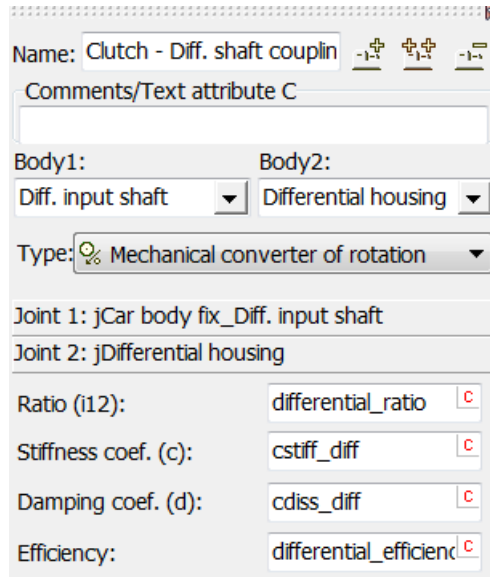 Name: Clutch - Diff. shaft couplin
Comments/Text attribute C
Body1: Body2:
Diff. input shaft Differential housing
Type: Mechanical converter of rotation
Joint 1: jCar body fix_Diff. input shaft
Joint 2: jDifferential housing
Ratio (i12): differential_ratio C
Stiffness coef. (c): cstiff_diff C
Damping coef. (d): cdiss_diff C
Efficiency: differential_efficienc C